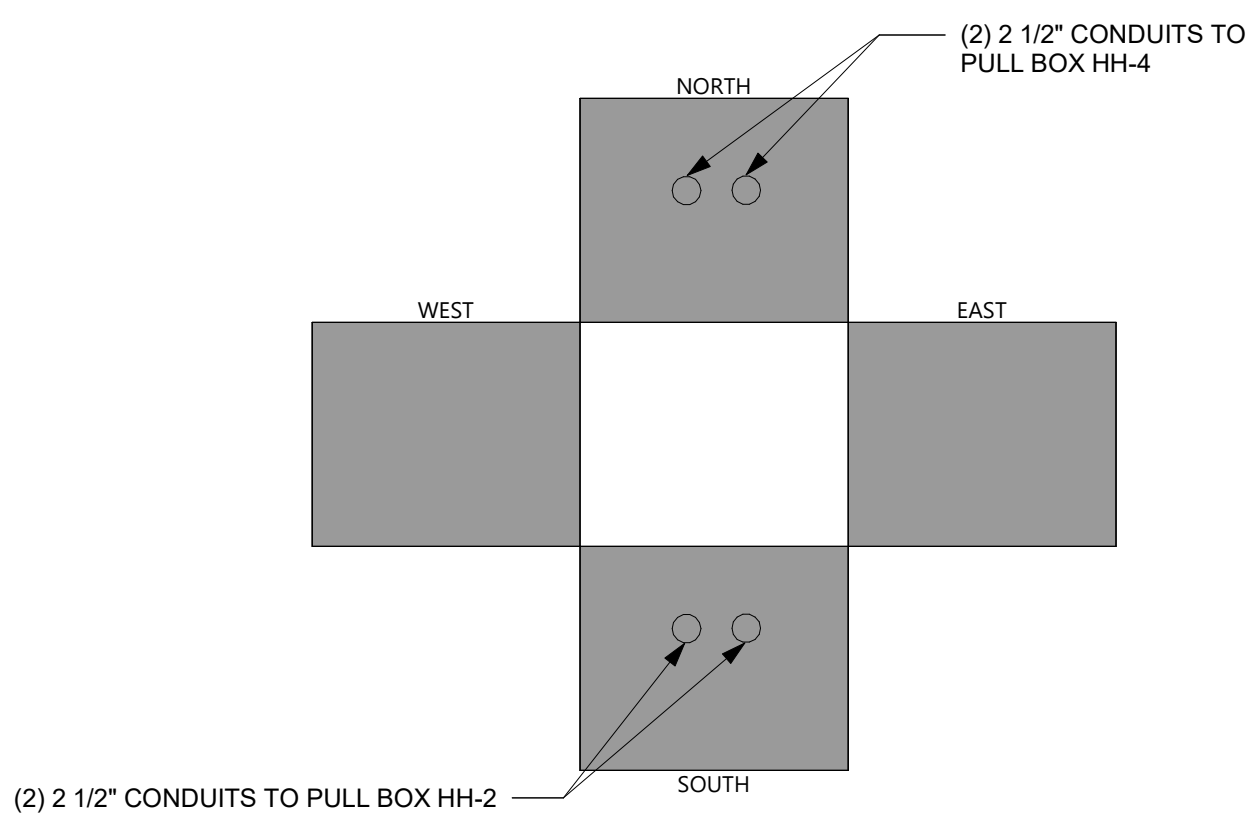 (2) 2 1/2" CONDUITS TO
PULL BOX HH-4
NORTH
WEST
EAST
SOUTH
(2) 2 1/2" CONDUITS TO PULL BOX HH-2